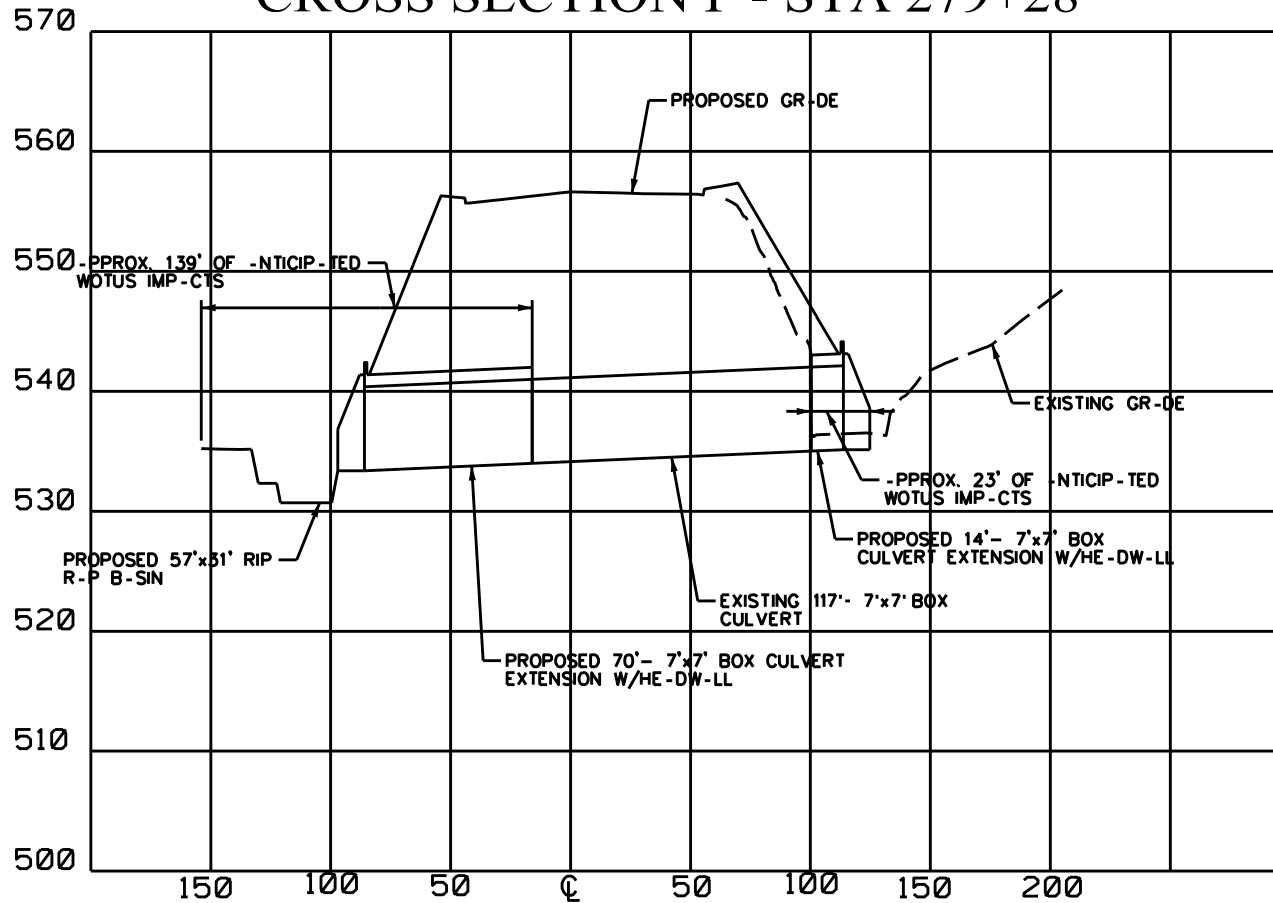 CROSS SECTION F - STA 279+28
570
PROPOSED GR-DE
560
550
-PPROX. 139' OF -NTICIP-TED
WOTUS IMP-CTS
540
EXISTING GR-DE
-PPROX. 23' OF -NTICIP-TED
WOTUS IMP-CTS
530
PROPOSED 14'- 7'x7' BOX
CULVERT EXTENSION W/HE-DW-LL
PROPOSED 57'x31' RIP
R-P B-SIN
EXISTING 117'- 7'x7' BOX
CULVERT
520
PROPOSED 70'- 7'x7' BOX CULVERT
EXTENSION W/HE-DW-LL
510
500
150 100 50 ℄ 50 100 150 200